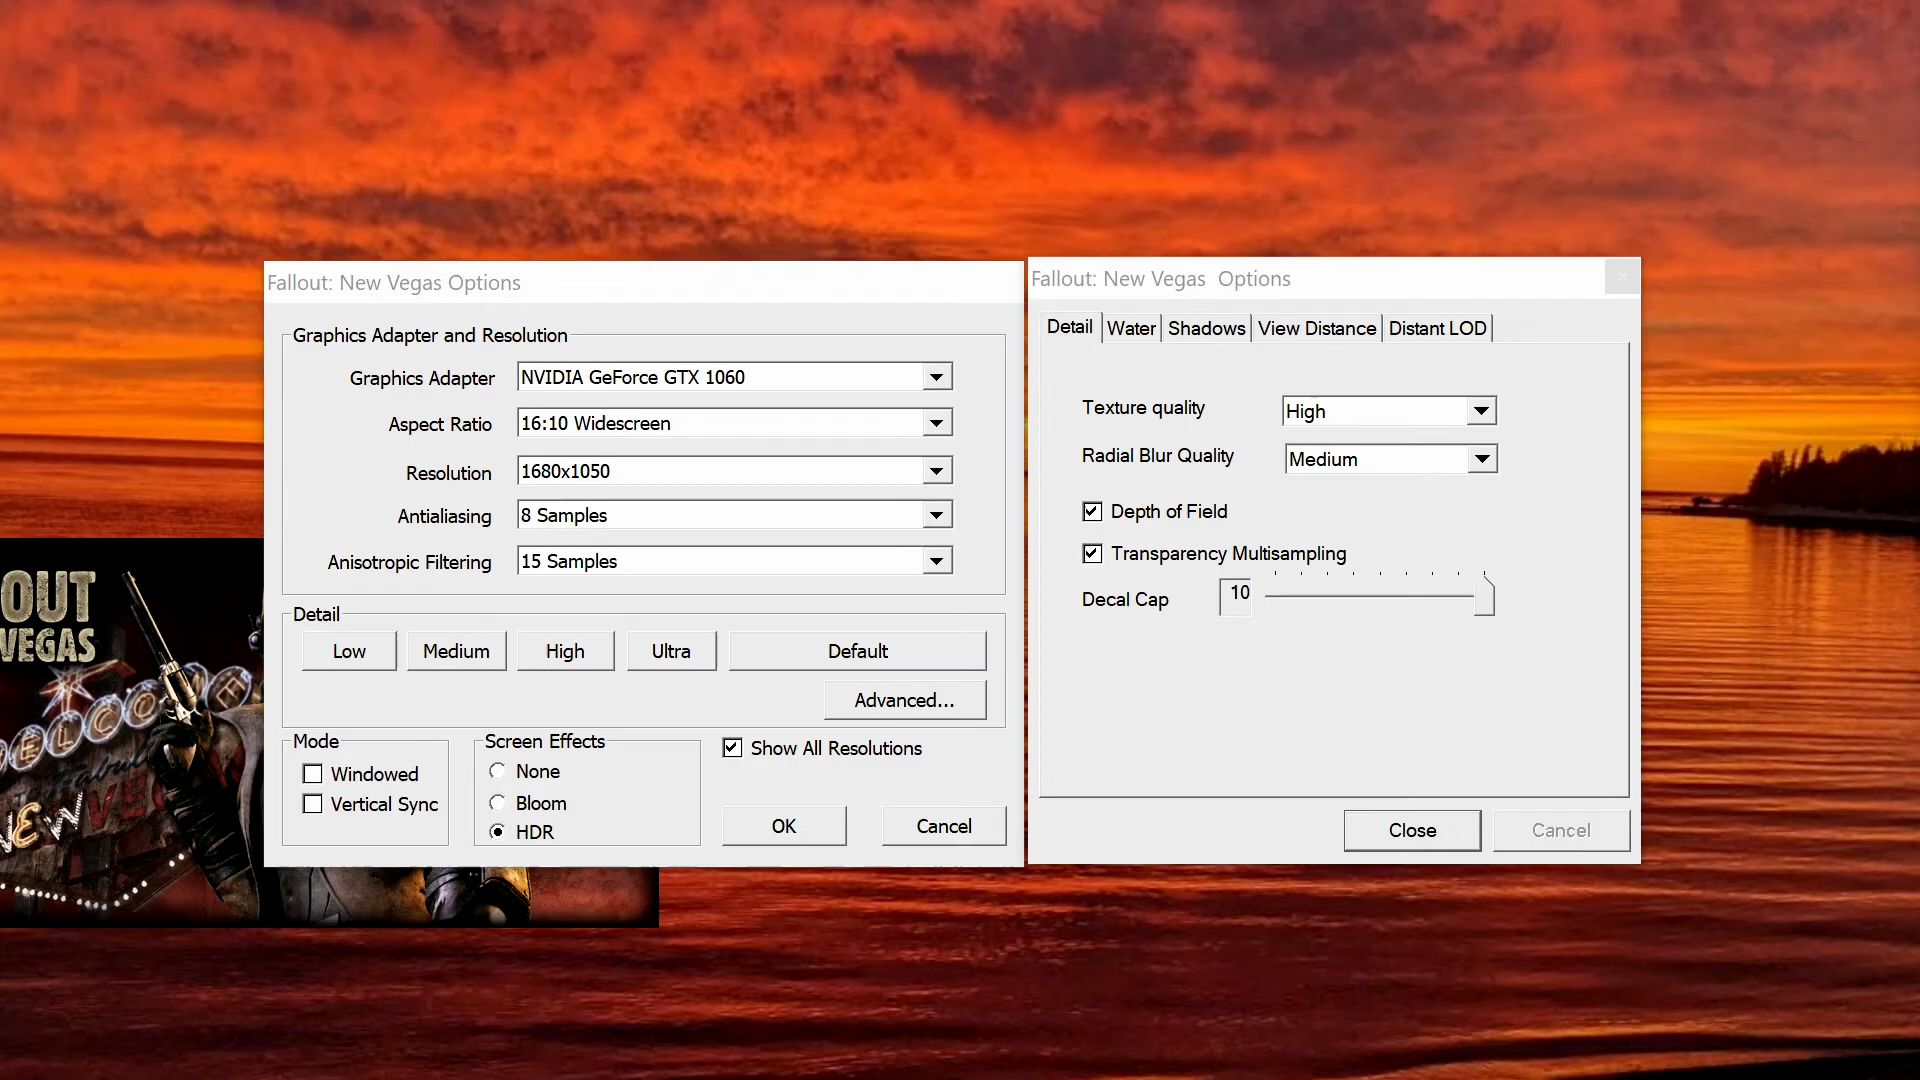 Fallout: New Vegas Options
Graphics Adapter and Resolution
Graphics Adapter
NVIDIA GeForce GTX 1060
Aspect Ratio
16:10 Widescreen
Resolution
1680x1050
Antialiasing
8 Samples
Anisotropic Filtering
15 Samples
Detail
Low
Medium
High
Ultra
Default
Advanced...
Mode
Windowed
Vertical Sync
Screen Effects
None
Bloom
HDR
Show All Resolutions
OK
Cancel
Fallout: New Vegas  Options
Detail
Water
Shadows
View Distance
Distant LOD
Texture quality
High
Radial Blur Quality
Medium
Depth of Field
Transparency Multisampling
Decal Cap
10
Close
Cancel
OUT
VEGAS
ELCO
NEW VE